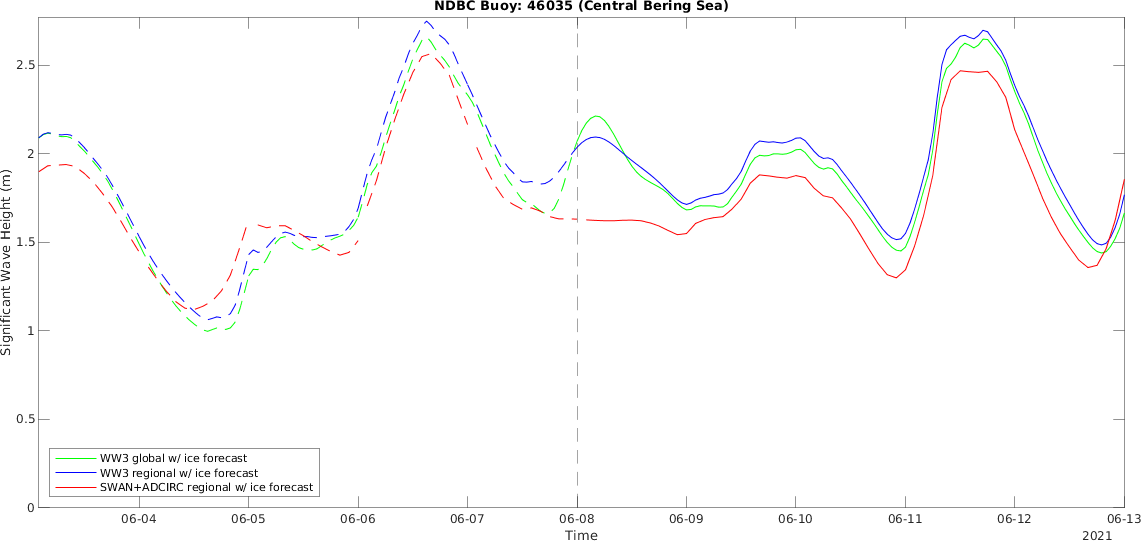 NDBC Buoy: 46035 (Central Bering Sea)
Significant Wave Height (m)
2.5
2
1.5
1
0.5
0
WW3 global w/ ice forecast
WW3 regional w/ ice forecast
SWAN+ADCIRC regional w/ ice forecast
06-04 06-05 06-06 06-07 06-08 06-09 06-10 06-11 06-12 06-13
Time
2021